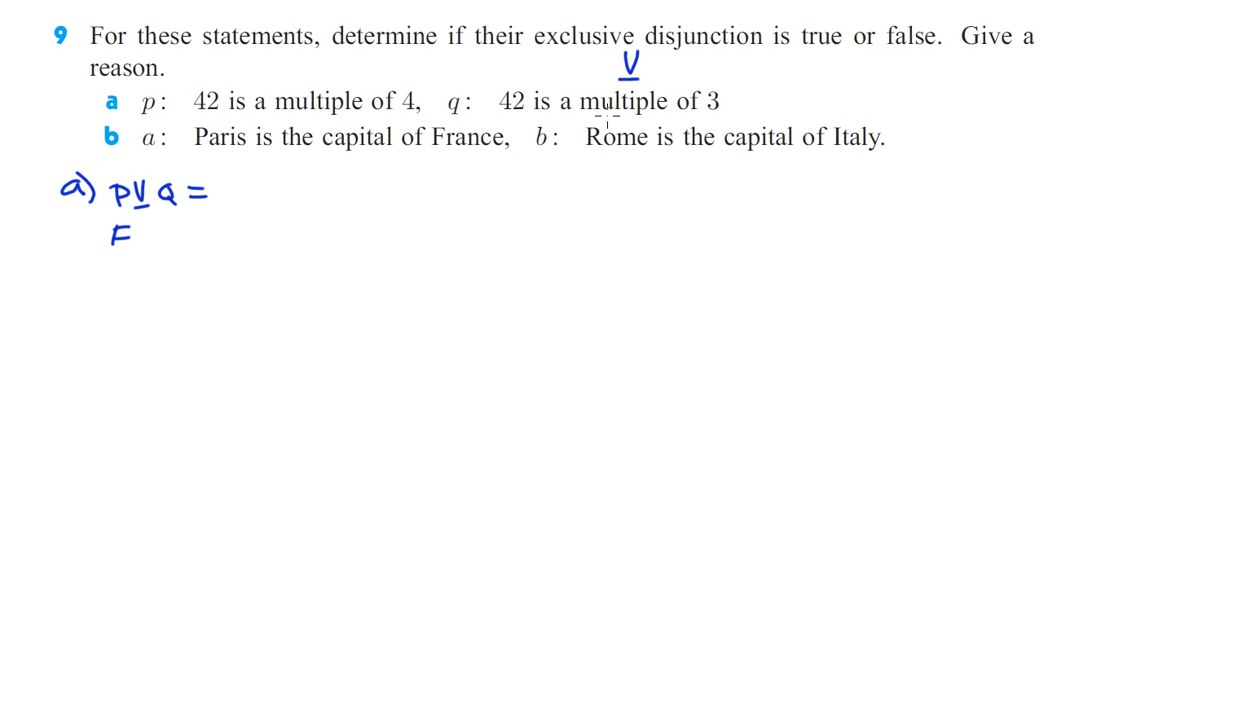 9 For these statements, determine if their exclusive disjunction is true or false. Give a
reason.
V
a p: 42 is a multiple of 4, q: 42 is a multiple of 3
b a: Paris is the capital of France, b: Rome is the capital of Italy.
a) P V Q =
F